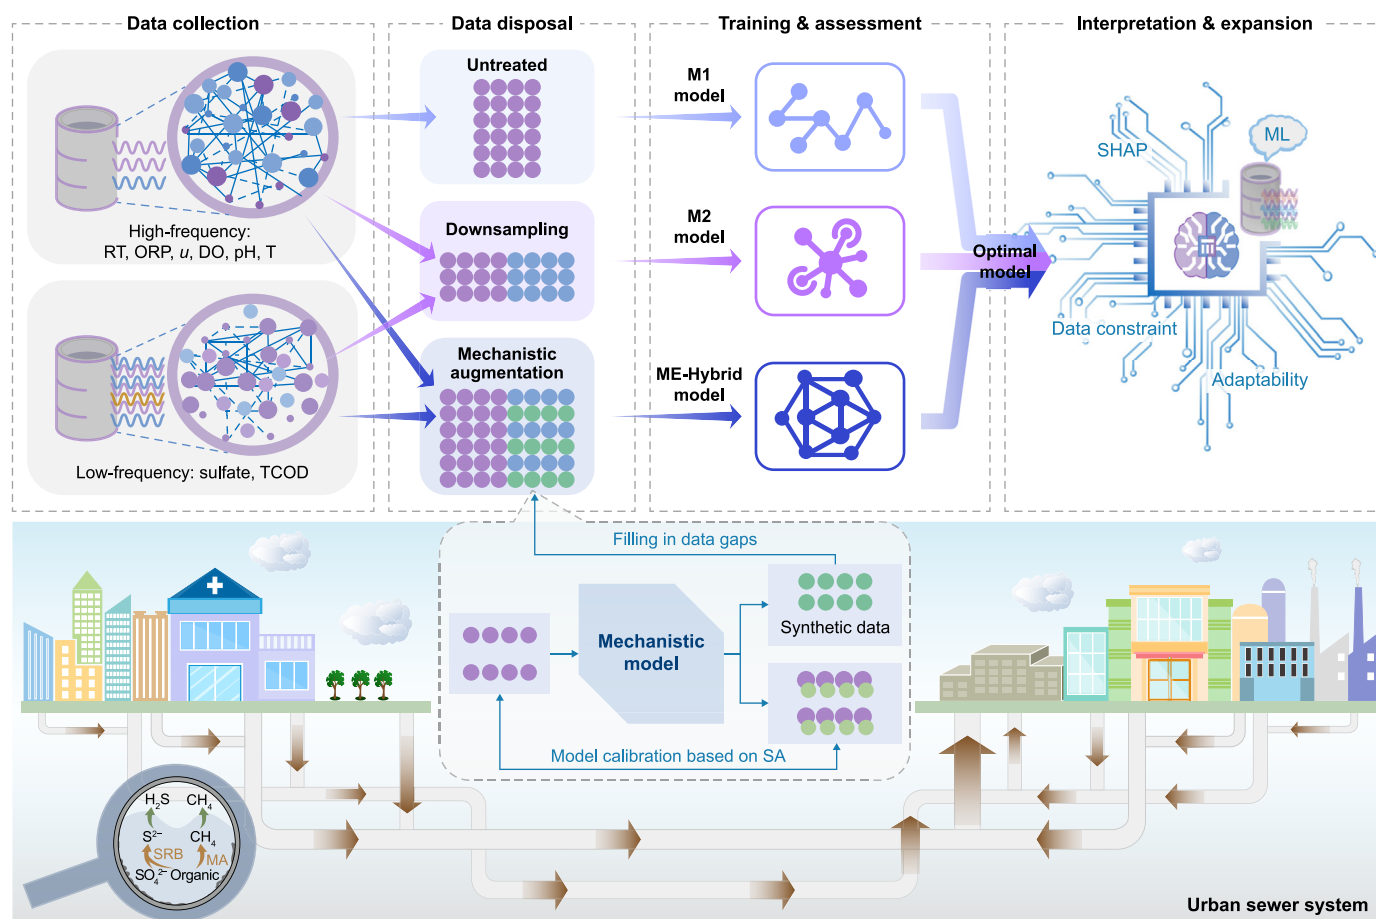 Data collection
Data disposal
Training & assessment
Interpretation & expansion
High-frequency:
RT, ORP, u, DO, pH, T
Low-frequency: sulfate, TCOD
Untreated
Downsampling
Mechanistic
augmentation
M1
model
M2
model
ME-Hybrid
model
Optimal
model
SHAP
ML
Data constraint
Adaptability
Filling in data gaps
Mechanistic
model
Synthetic data
Model calibration based on SA
H₂S CH₄
S²⁻ CH₄
SRB MA
SO₄²⁻ Organic
Urban sewer system